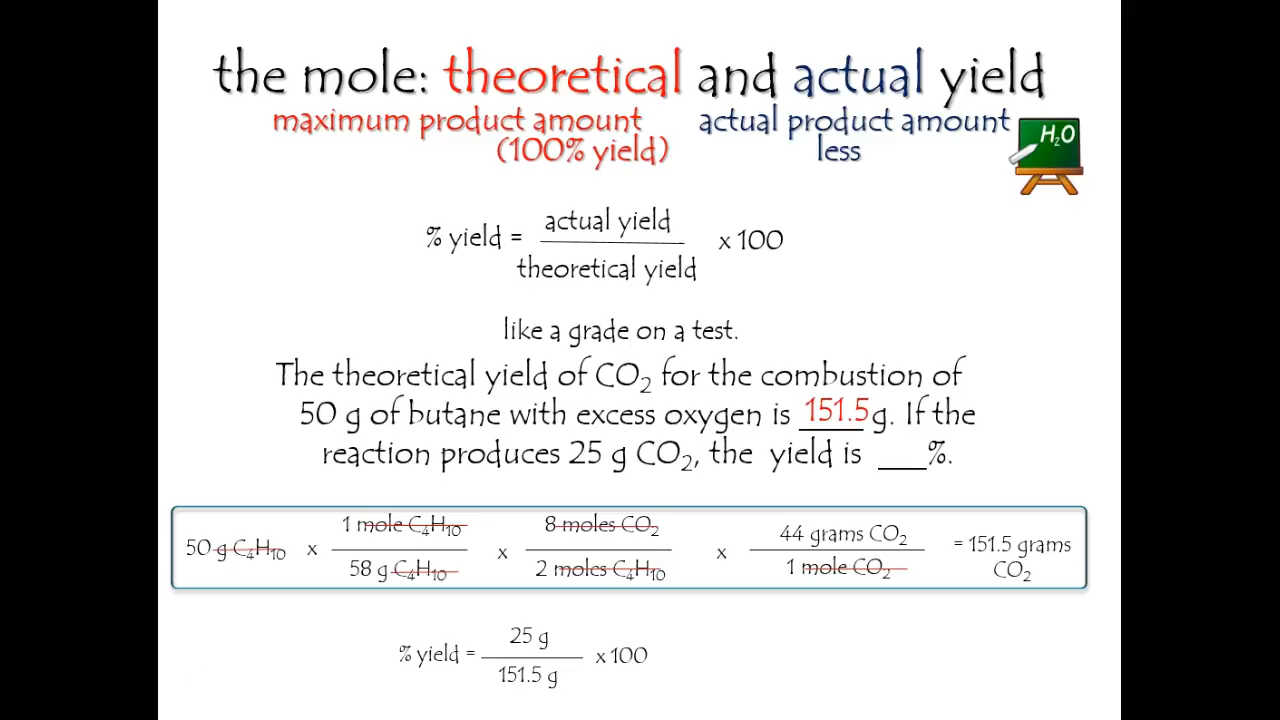 the mole: theoretical and actual yield
maximum product amount actual product amount
(100% yield) less
H₂O
actual yield
% yield = x 100
theoretical yield
like a grade on a test.
The theoretical yield of CO₂ for the combustion of
50 g of butane with excess oxygen is 151.5 g. If the
reaction produces 25 g CO₂, the yield is ___%.
1 mole C₄H₁₀ 8 moles CO₂ 44 grams CO₂
50 g C₄H₁₀ x x x = 151.5 grams
58 g C₄H₁₀ 2 moles C₄H₁₀ 1 mole CO₂ CO₂
25 g
% yield = x 100
151.5 g